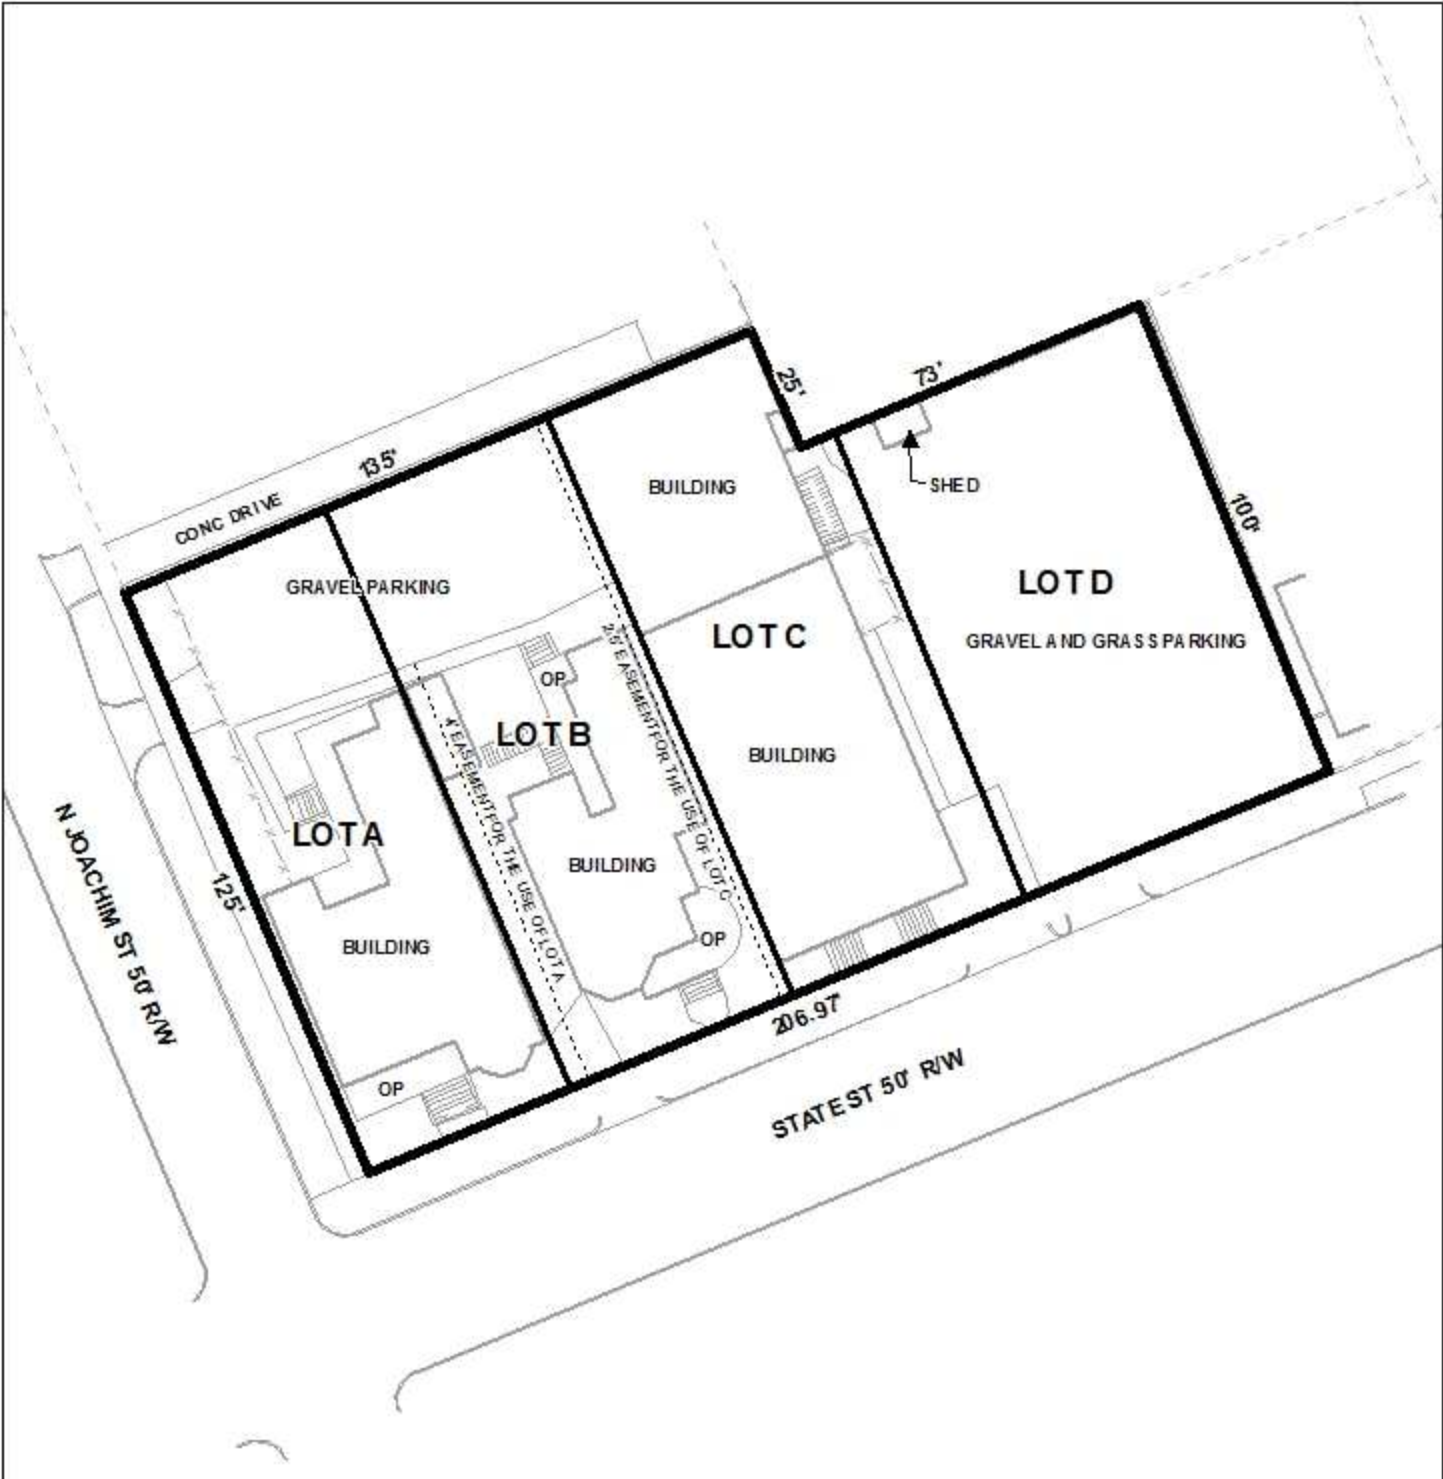 25'
73'
135'
CONC DRIVE
BUILDING
SHED
100'
GRAVEL PARKING
LOT D
GRAVEL AND GRASS PARKING
LOT C
2.5' EASEMENT FOR THE USE OF LOT C
OP
LOT B
4' EASEMENT FOR THE USE OF LOT A
BUILDING
N JOACHIM ST 50' R/W
LOT A
125'
BUILDING
OP
BUILDING
206.97'
OP
STATE ST 50' R/W